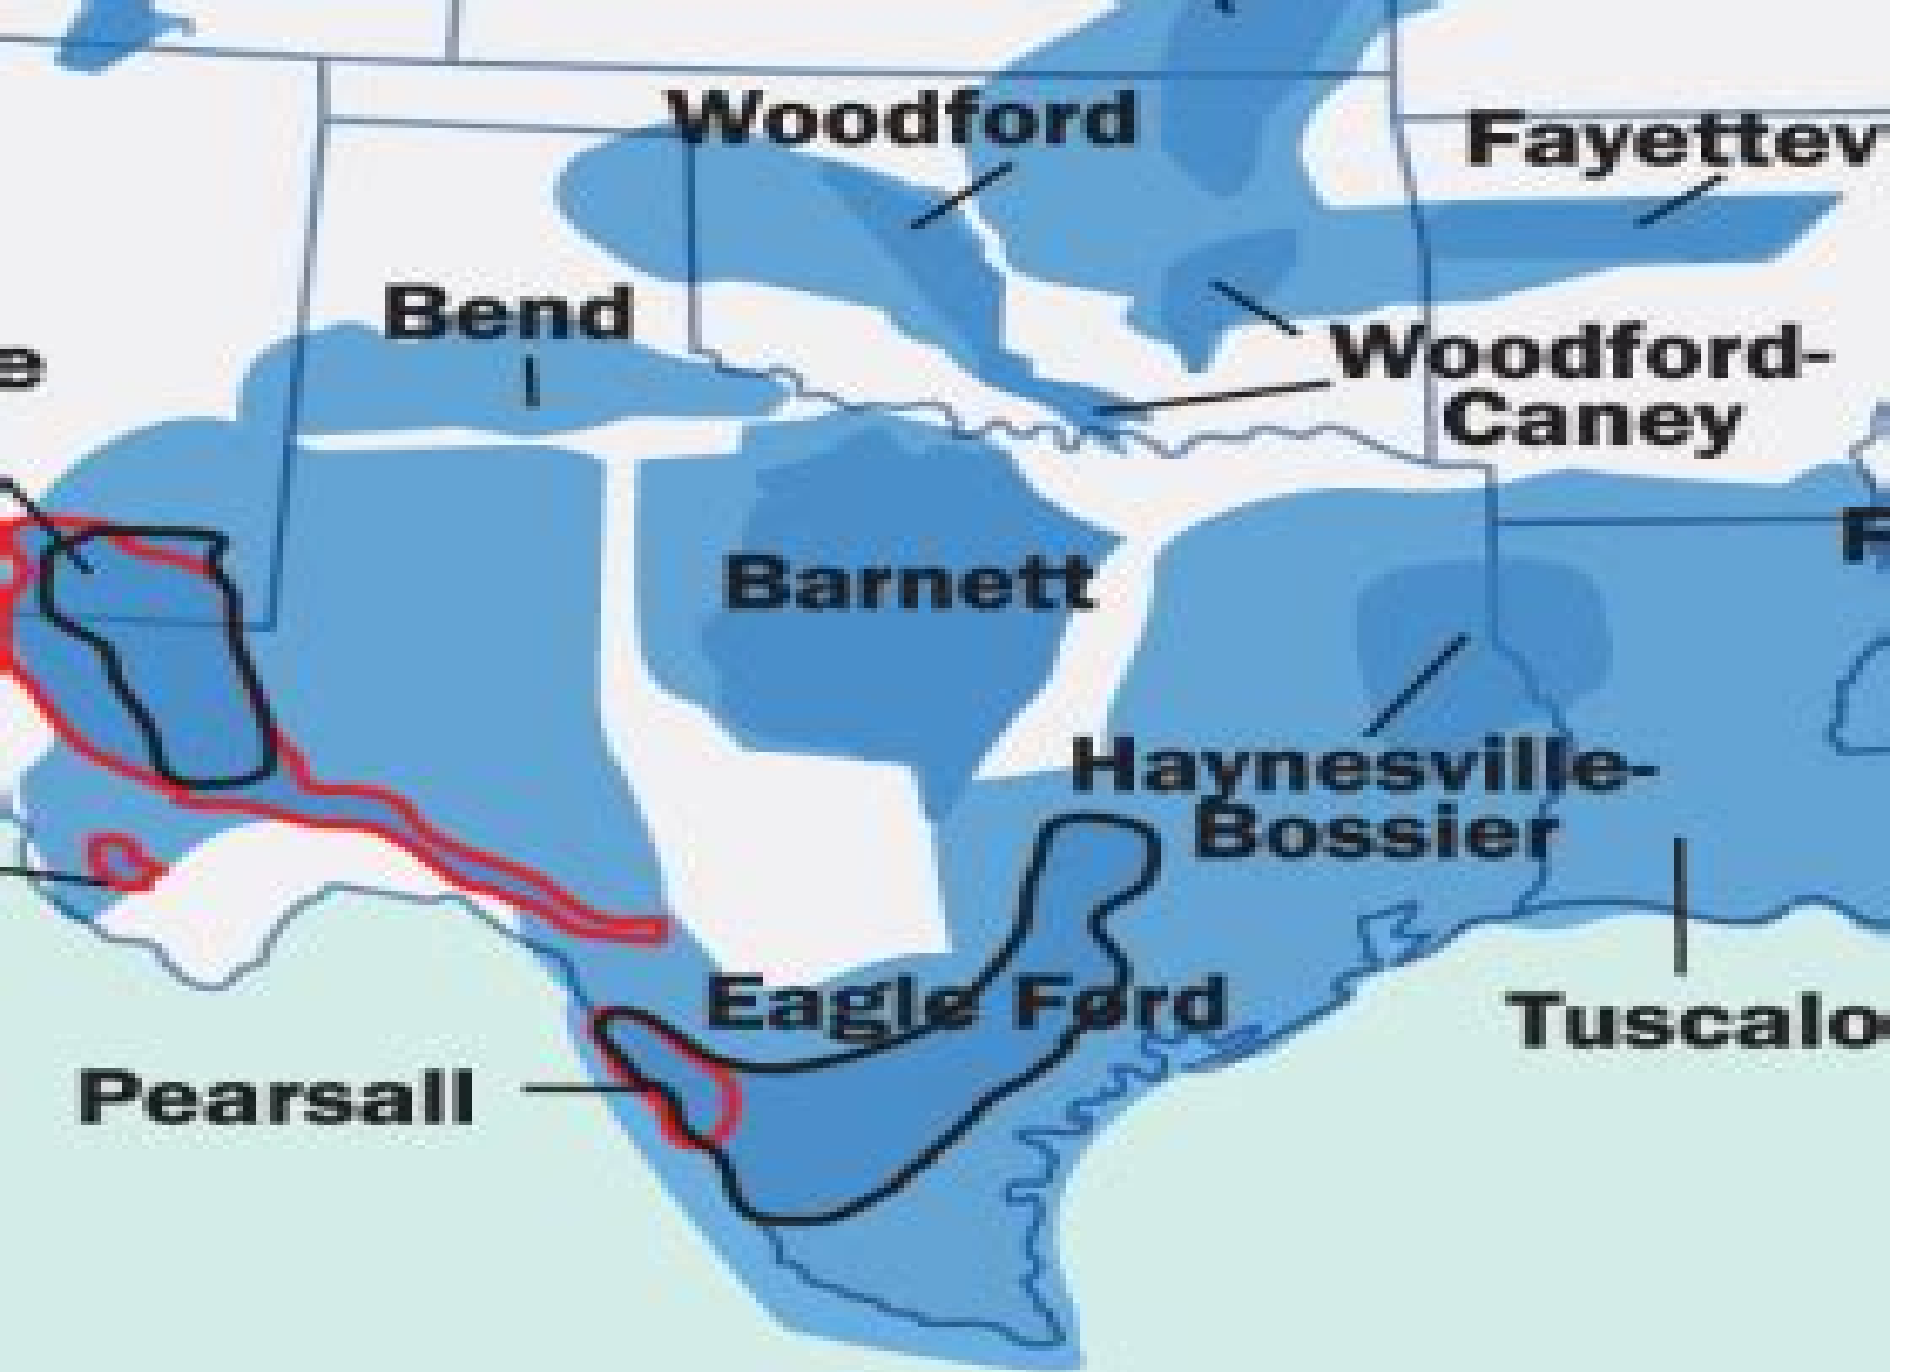 Woodford
Fayettev
Bend
e
Woodford-
Caney
Barnett
Haynesville-
Bossier
Eagle Ford
Tuscalo
Pearsall